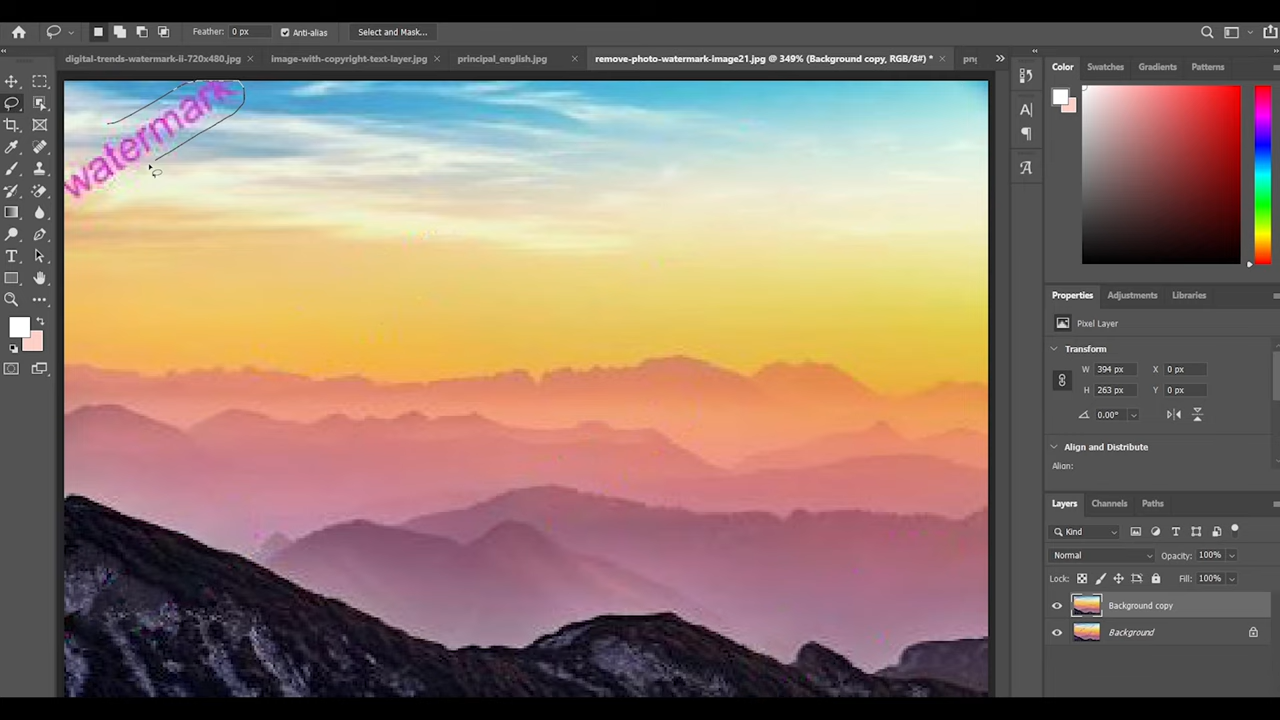 Feather: 0 px Anti-alias Select and Mask...
digital-trends-watermark-li-720x480.jpg × image-with-copyright-text-layer.jpg × principal_english.jpg × remove-photo-watermark-image21.jpg @ 349% (Background copy, RGB/8#) * × pn
Color Swatches Gradients Patterns
watermark
Properties Adjustments Libraries
Pixel Layer
Transform
W 394 px X 0 px
H 263 px Y 0 px
0.00°
Align and Distribute
Align:
Layers Channels Paths
Kind
Normal Opacity: 100%
Lock: Fill: 100%
Background copy
Background